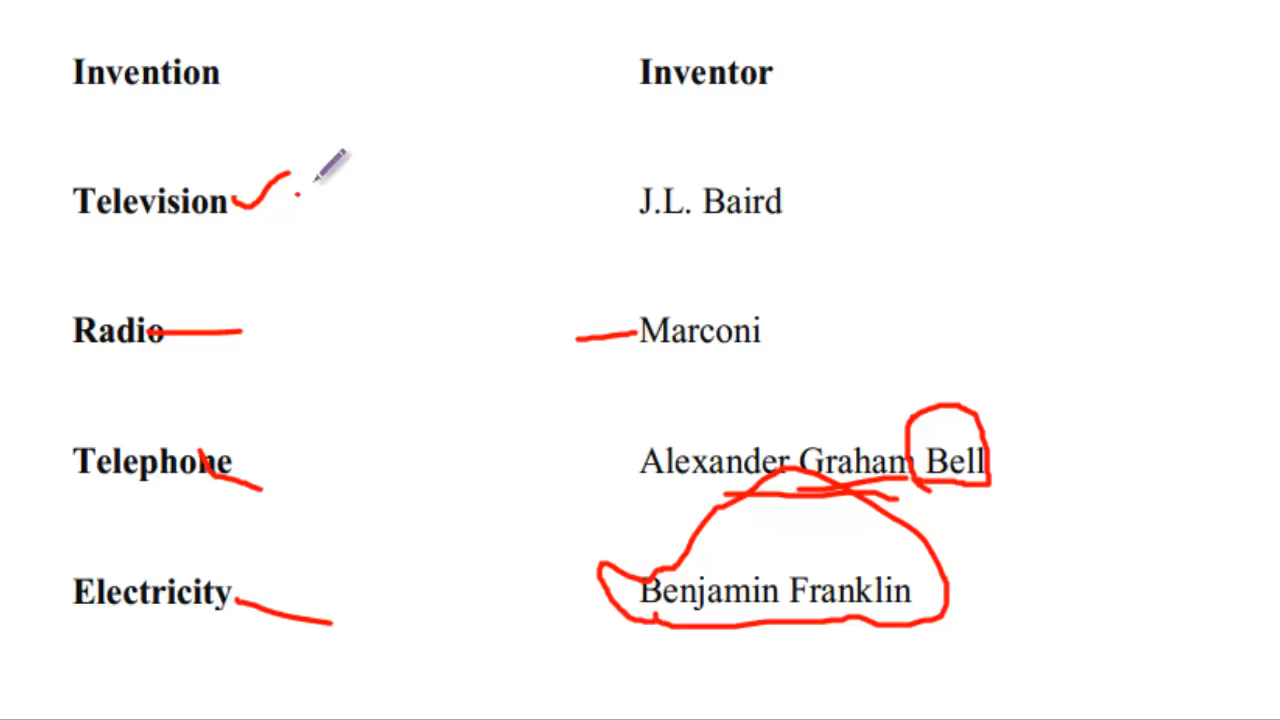 Invention Inventor
Television J.L. Baird
Radio Marconi
Telephone Alexander Graham Bell
Electricity Benjamin Franklin